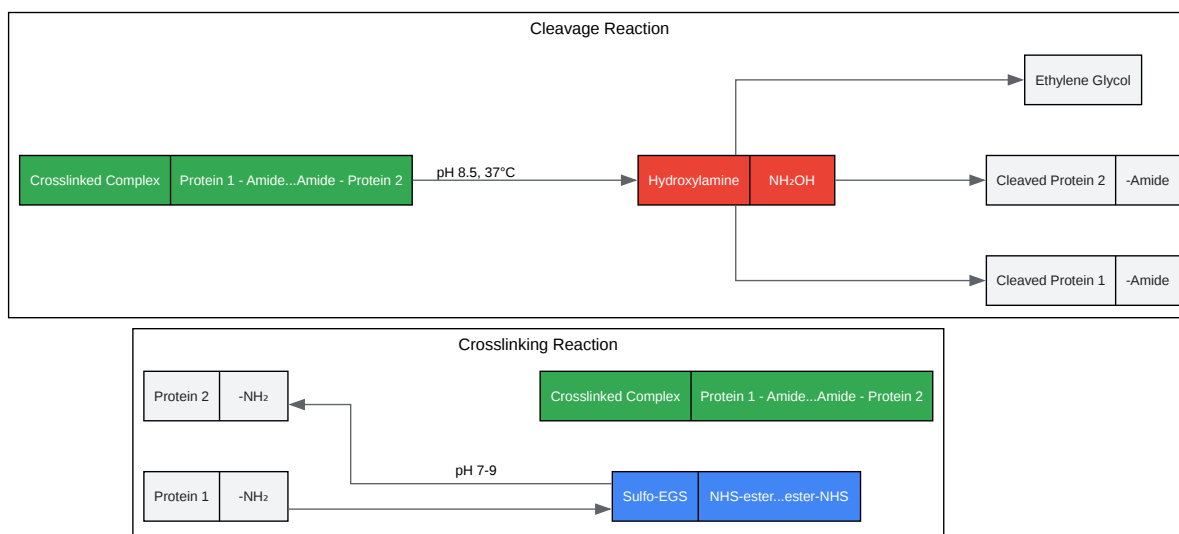 Cleavage Reaction
Ethylene Glycol
Crosslinked Complex Protein 1 - Amide...Amide - Protein 2
pH 8.5, 37°C
Hydroxylamine NH₂OH
Cleaved Protein 2 -Amide
Cleaved Protein 1 -Amide
Crosslinking Reaction
Protein 2 -NH₂
Crosslinked Complex Protein 1 - Amide...Amide - Protein 2
pH 7-9
Protein 1 -NH₂
Sulfo-EGS NHS-ester...ester-NHS